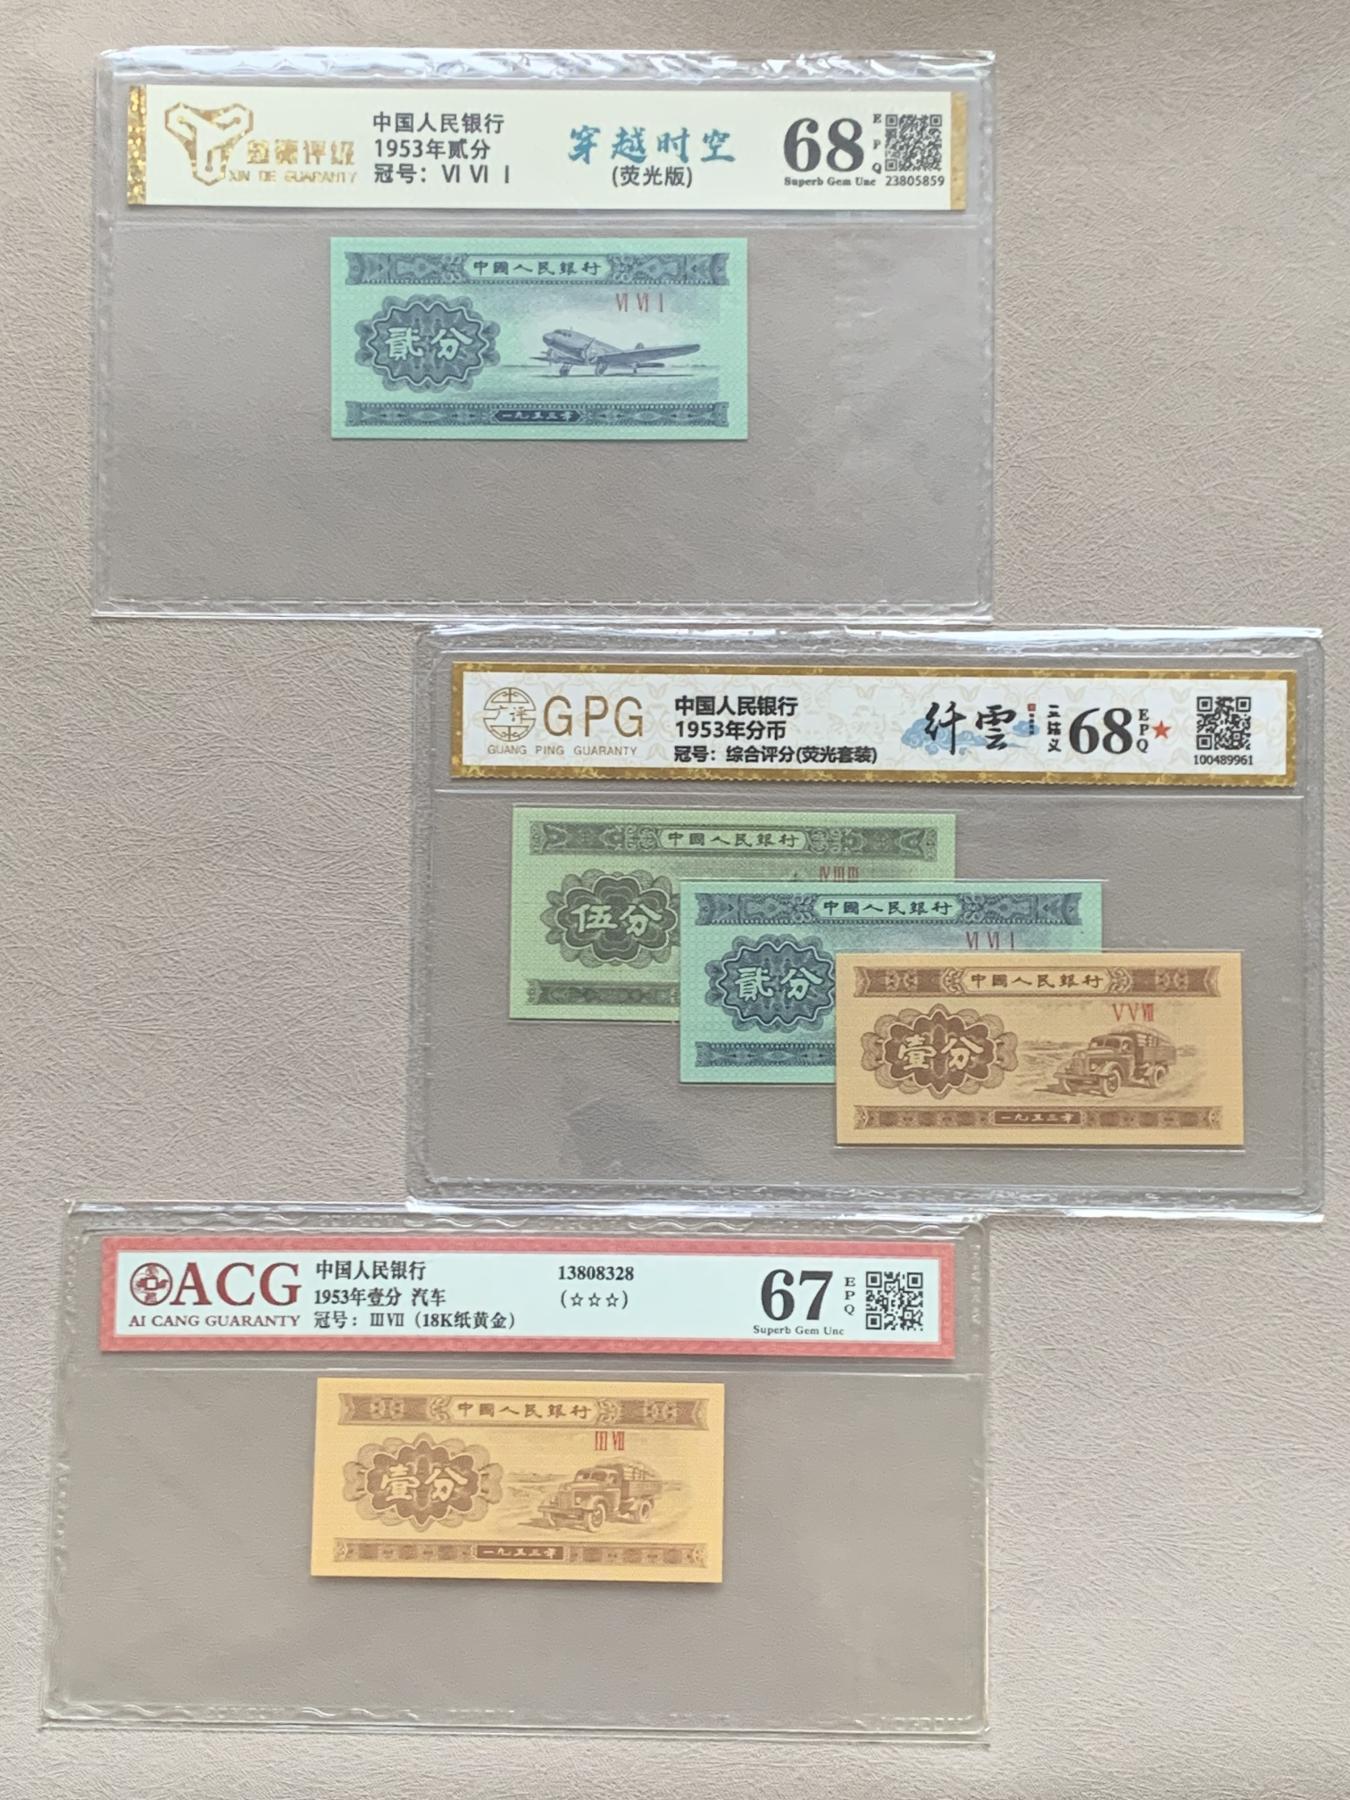 鑫德评级
XIN DE GUARANTY
中国人民银行
1953年贰分
冠号：Ⅵ Ⅵ Ⅰ
穿越时空
(荧光版)
68
EPQ
Superb Gem Unc
23805859
中國人民銀行
Ⅵ Ⅵ Ⅰ
貳分
一九五三年
广评
GPG
GUANG PING GUARANTY
中国人民银行
1953年分币
冠号：综合评分(荧光套装)
纤雲
三结义
68
EPQ★
100489961
中國人民銀行
Ⅳ Ⅲ Ⅲ
伍分
中國人民銀行
Ⅵ Ⅵ Ⅰ
貳分
中國人民銀行
Ⅴ Ⅴ Ⅶ
壹分
一九五三年
ACG
AI CANG GUARANTY
中国人民银行
1953年壹分 汽车
冠号：ⅢⅦ（18K纸黄金）
13808328
(☆☆☆)
67
EPQ
Superb Gem Unc
中國人民銀行
Ⅲ Ⅶ
壹分
一九五三年